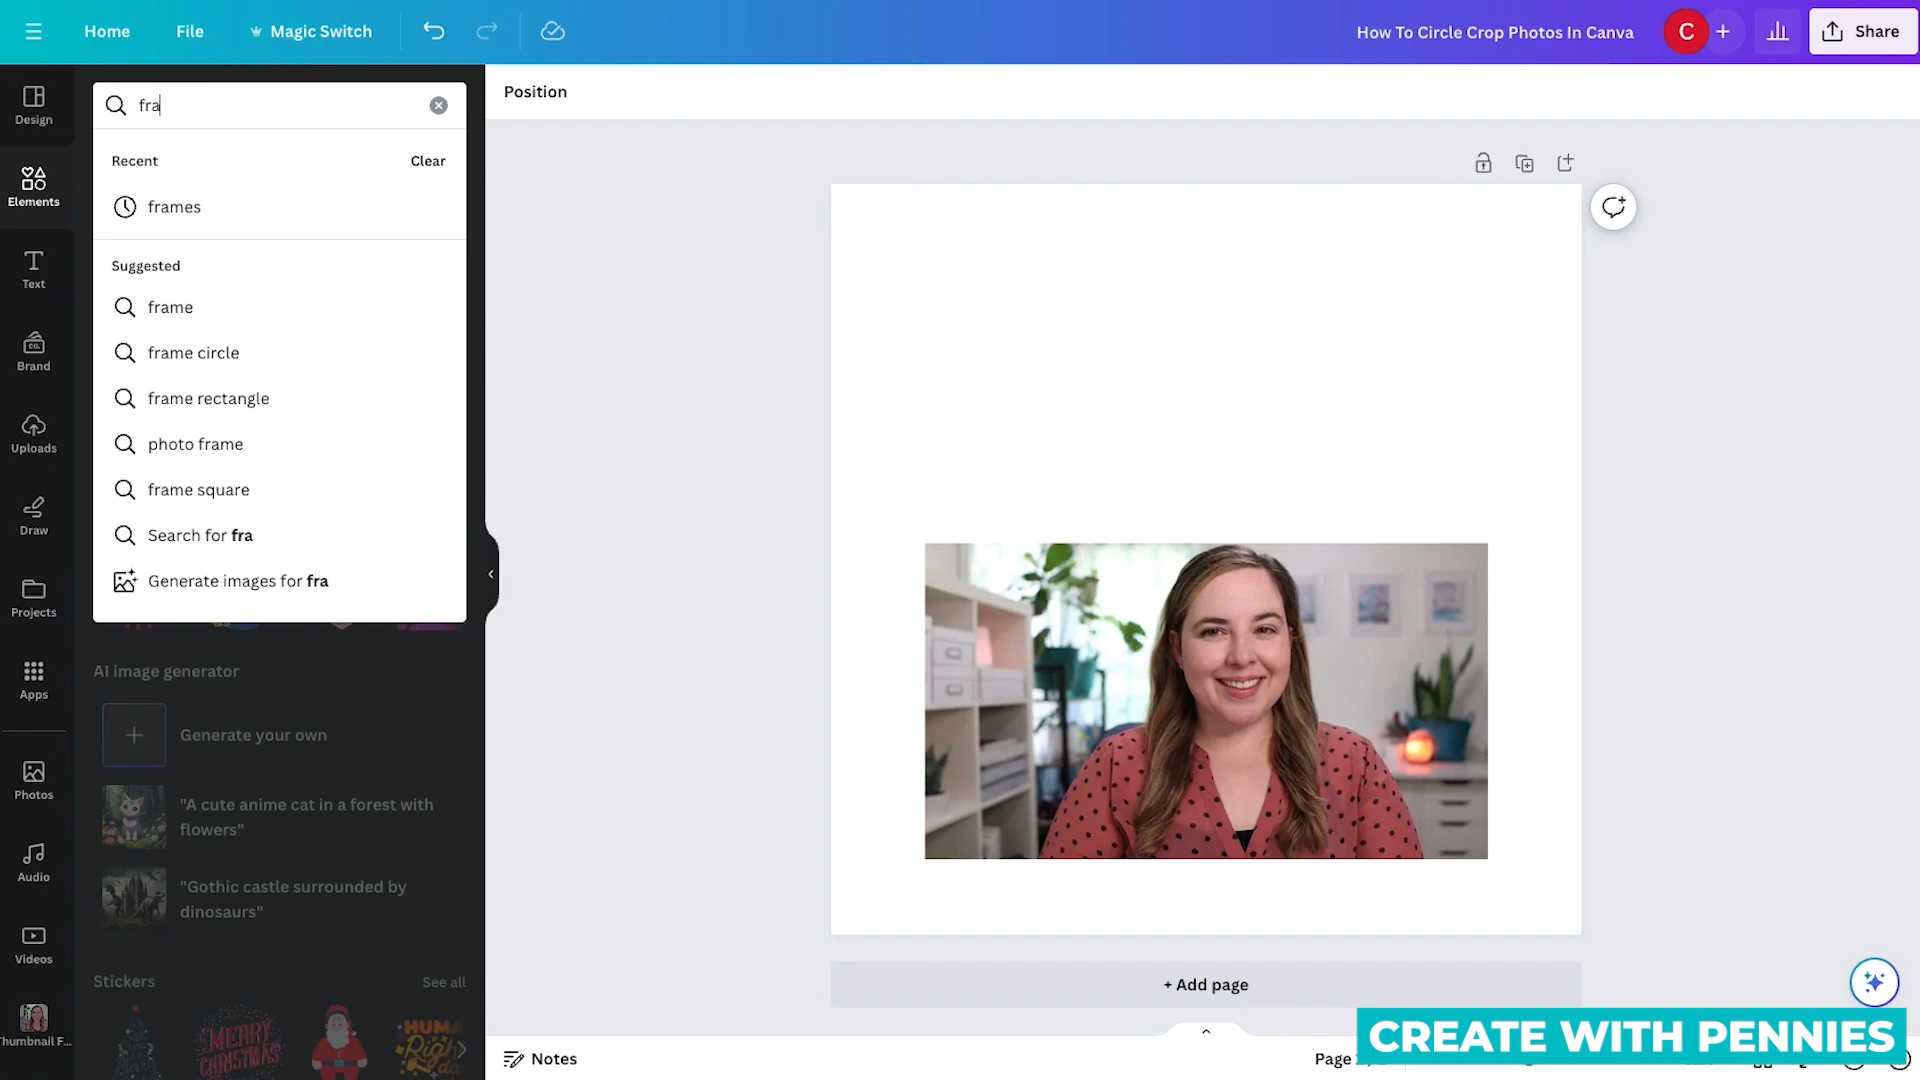 Home
File
Magic Switch
How To Circle Crop Photos In Canva
C
+
Share
Design
Elements
Text
CO.
Brand
Uploads
Draw
Projects
Apps
Photos
Audio
Videos
Thumbnail F...
fra
Recent
Clear
frames
Suggested
frame
frame circle
frame rectangle
photo frame
frame square
Search for fra
Generate images for fra
AI image generator
Generate your own
"A cute anime cat in a forest with
flowers"
"Gothic castle surrounded by
dinosaurs"
Stickers
See all
MERRY
CHRISTMAS
Position
+ Add page
Notes
Page
CREATE WITH PENNIES